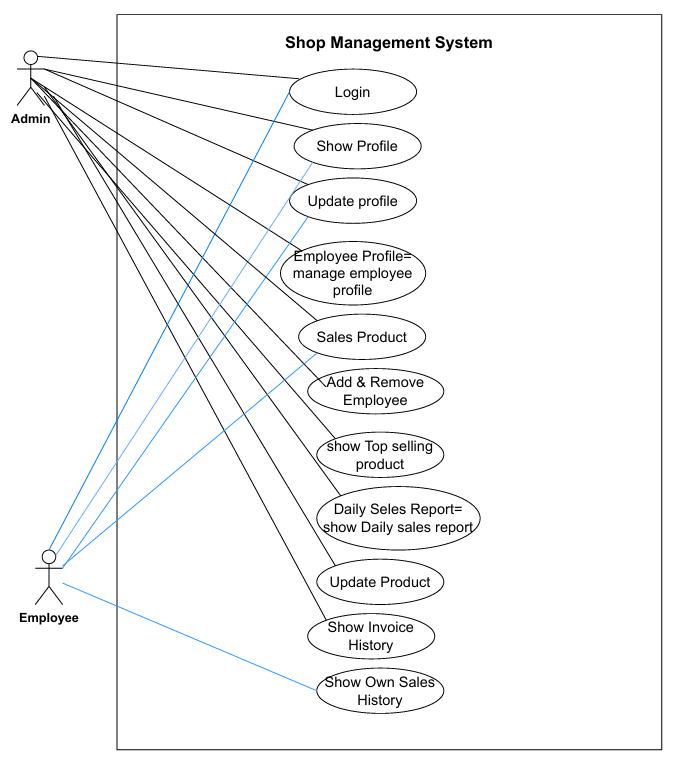 Shop Management System
Login
Admin
Show Profile
Update profile
Employee Profile=
manage employee
profile
Sales Product
Add & Remove
Employee
show Top selling
product
Daily Seles Report=
show Daily sales report
Update Product
Employee
Show Invoice
History
Show Own Sales
History